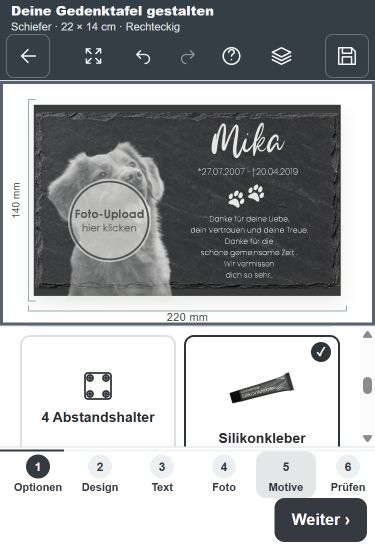 Deine Gedenktafel gestalten
Schiefer · 22 × 14 cm · Rechteckig
140 mm
Mika
*27.07.2007 - †20.04.2019
Foto-Upload
hier klicken
Danke für deine Liebe,
dein Vertrauen und deine Treue.
Danke für die
schöne gemeinsame Zeit.
Wir vermissen
dich so sehr.
220 mm
4 Abstandshalter
Silikonkleber
1
2
3
4
5
6
Optionen
Design
Text
Foto
Motive
Prüfen
Weiter ›